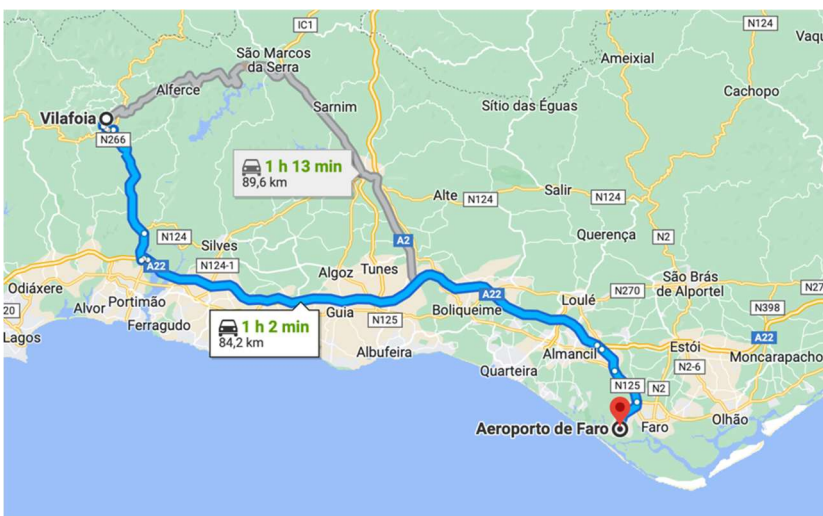 N124
IC1
São Marcos
da Serra
Vaqu
Ameixial
Alferce
Cachopo
Sarnim
Sítio das Éguas
Vilafoia
N266
1 h 13 min
89,6 km
Alte
N124
Salir
N124
N124
Silves
A2
Querença
N2
A22
N124-1
Algoz
Tunes
São Brás
de Alportel
Odiáxere
Portimão
Alvor
A22
Loulé
N270
N27
20
Ferragudo
Guia
Boliqueime
N398
Lagos
1 h 2 min
84,2 km
N125
A22
Albufeira
Almancil
Estói
Moncarapacho
Quarteira
N2-6
N125
N2
Olhão
Aeroporto de Faro
Faro